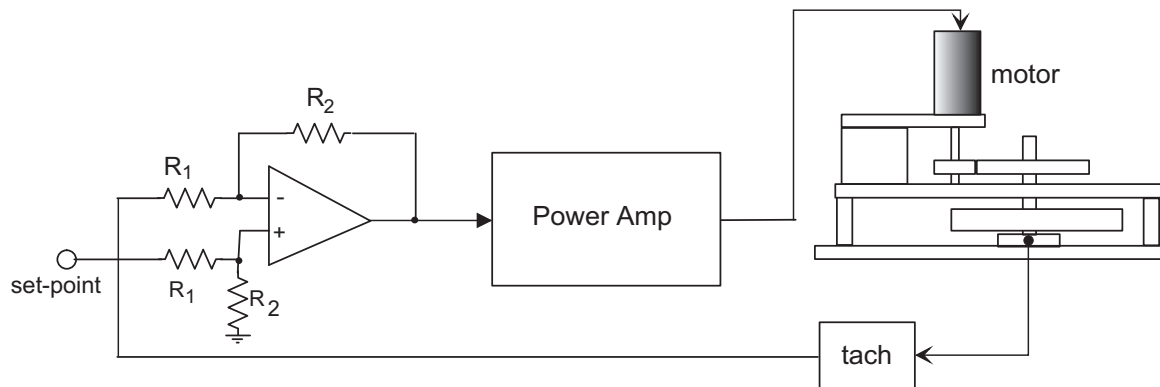 motor
R2
R1
-
Power Amp
+
set-point
R1
R2
tach